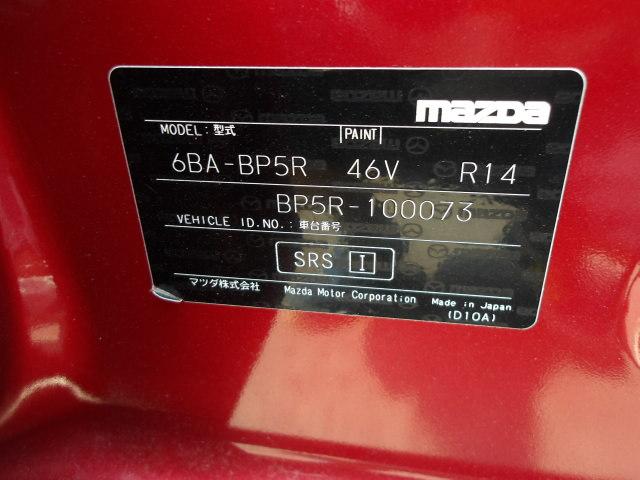 mazda
MODEL:型式 PAINT
6BA-BP5R 46V R14
BP5R-100073
VEHICLE ID.NO.:車台番号
SRS I
マツダ株式会社 Mazda Motor Corporation Made in Japan
(D10A)